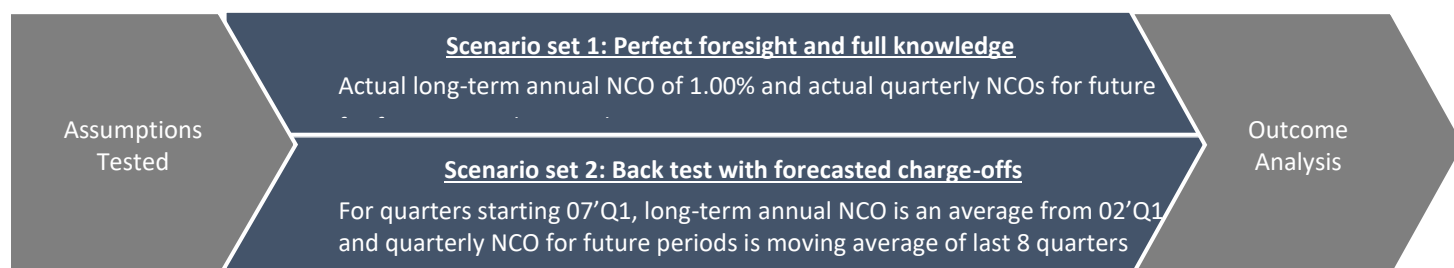 Assumptions
Tested
Scenario set 1: Perfect foresight and full knowledge
Actual long-term annual NCO of 1.00% and actual quarterly NCOs for future
Scenario set 2: Back test with forecasted charge-offs
For quarters starting 07’Q1, long-term annual NCO is an average from 02’Q1
and quarterly NCO for future periods is moving average of last 8 quarters
Outcome
Analysis